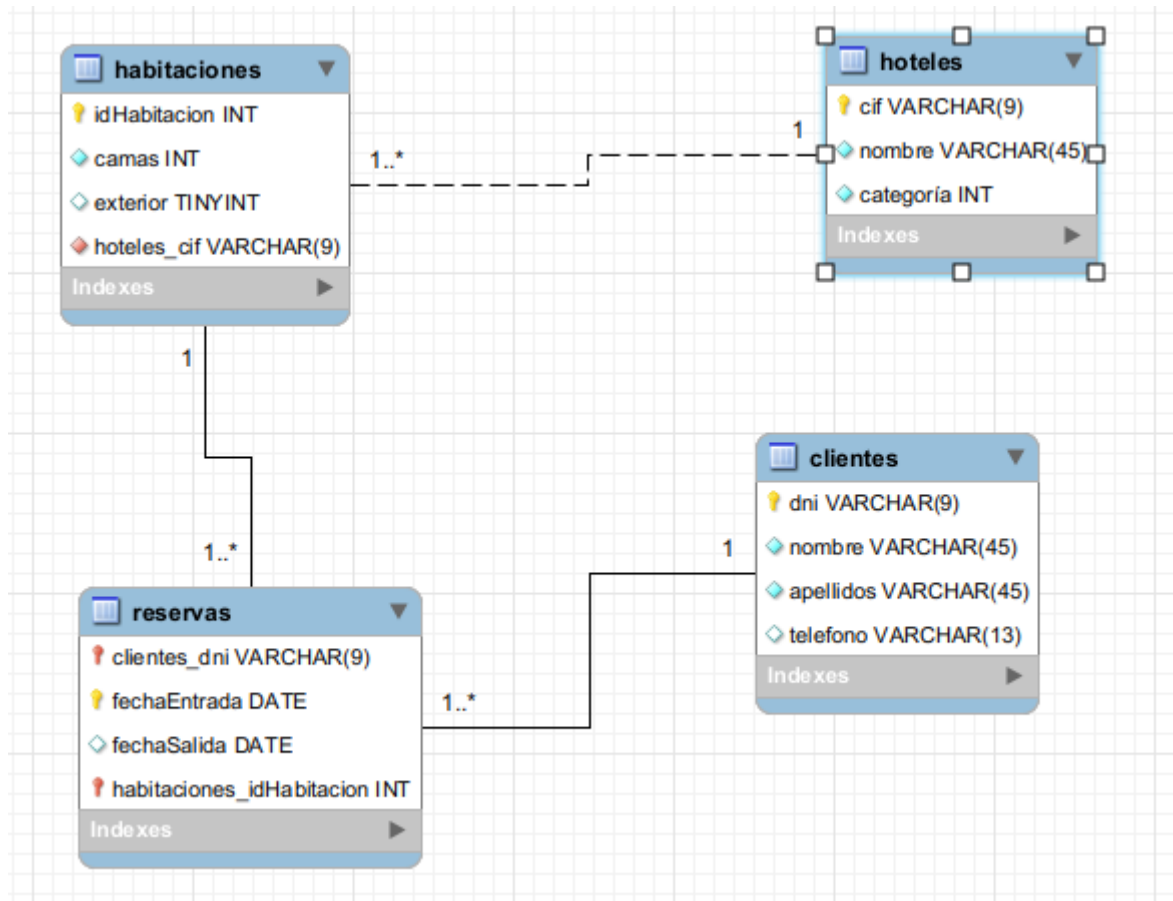 habitaciones
idHabitacion INT
camas INT
exterior TINYINT
hoteles_cif VARCHAR(9)
Indexes
1..*
1
hoteles
cif VARCHAR(9)
nombre VARCHAR(45)
categoría INT
Indexes
1
1..*
clientes
dni VARCHAR(9)
nombre VARCHAR(45)
apellidos VARCHAR(45)
telefono VARCHAR(13)
Indexes
1
1..*
reservas
clientes_dni VARCHAR(9)
fechaEntrada DATE
fechaSalida DATE
habitaciones_idHabitacion INT
Indexes